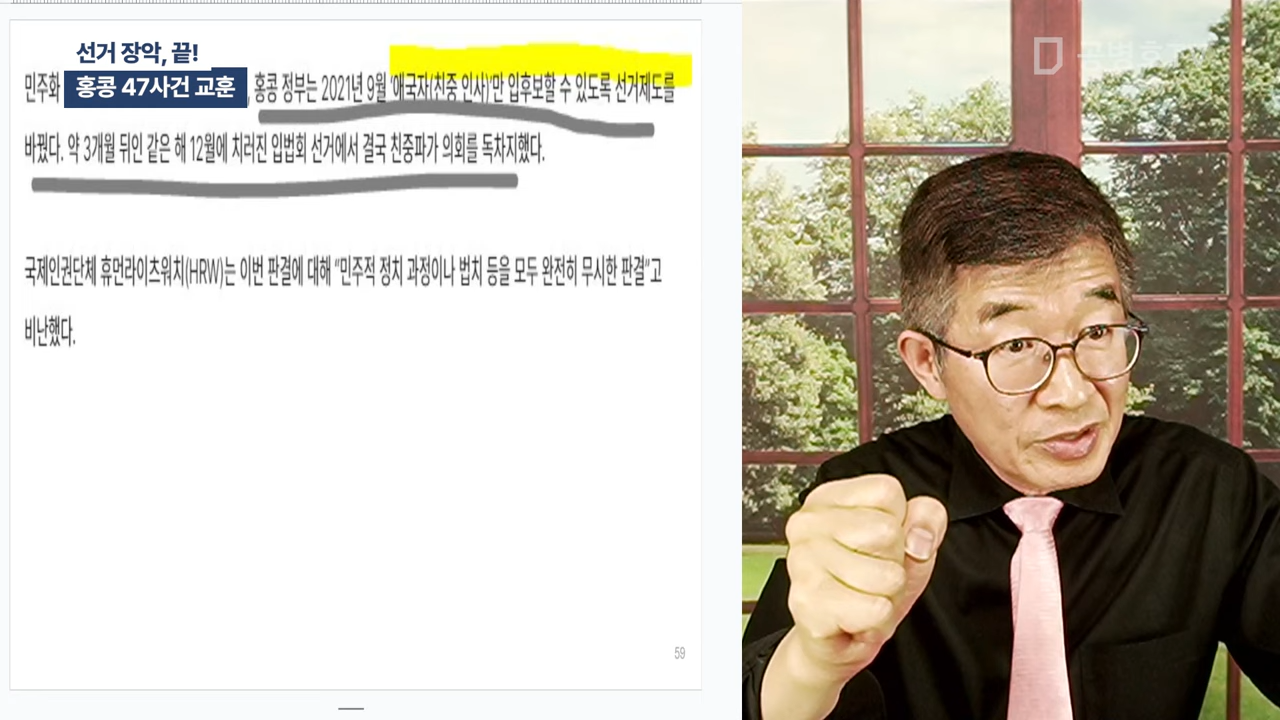 선거 장악, 끝!
홍콩 47사건 교훈
민주화
, 홍콩 정부는 2021년 9월 '애국자(친중 인사)'만 입후보할 수 있도록 선거제도를
바꿨다. 약 3개월 뒤인 같은 해 12월에 치러진 입법회 선거에서 결국 친중파가 의회를 독차지했다.
국제인권단체 휴먼라이츠워치(HRW)는 이번 판결에 대해 "민주적 정치 과정이나 법치 등을 모두 완전히 무시한 판결"고
비난했다.
59